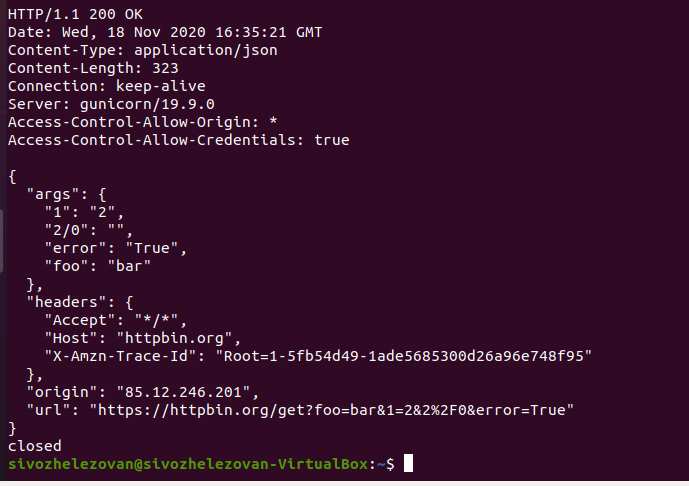 HTTP/1.1 200 OK
Date: Wed, 18 Nov 2020 16:35:21 GMT
Content-Type: application/json
Content-Length: 323
Connection: keep-alive
Server: gunicorn/19.9.0
Access-Control-Allow-Origin: *
Access-Control-Allow-Credentials: true

{
  "args": {
    "1": "2",
    "2/0": "",
    "error": "True",
    "foo": "bar"
  },
  "headers": {
    "Accept": "*/*",
    "Host": "httpbin.org",
    "X-Amzn-Trace-Id": "Root=1-5fb54d49-1ade5685300d26a96e748f95"
  },
  "origin": "85.12.246.201",
  "url": "https://httpbin.org/get?foo=bar&1=2&2%2F0&error=True"
}
closed
sivozhelezovan@sivozhelezovan-VirtualBox:~$